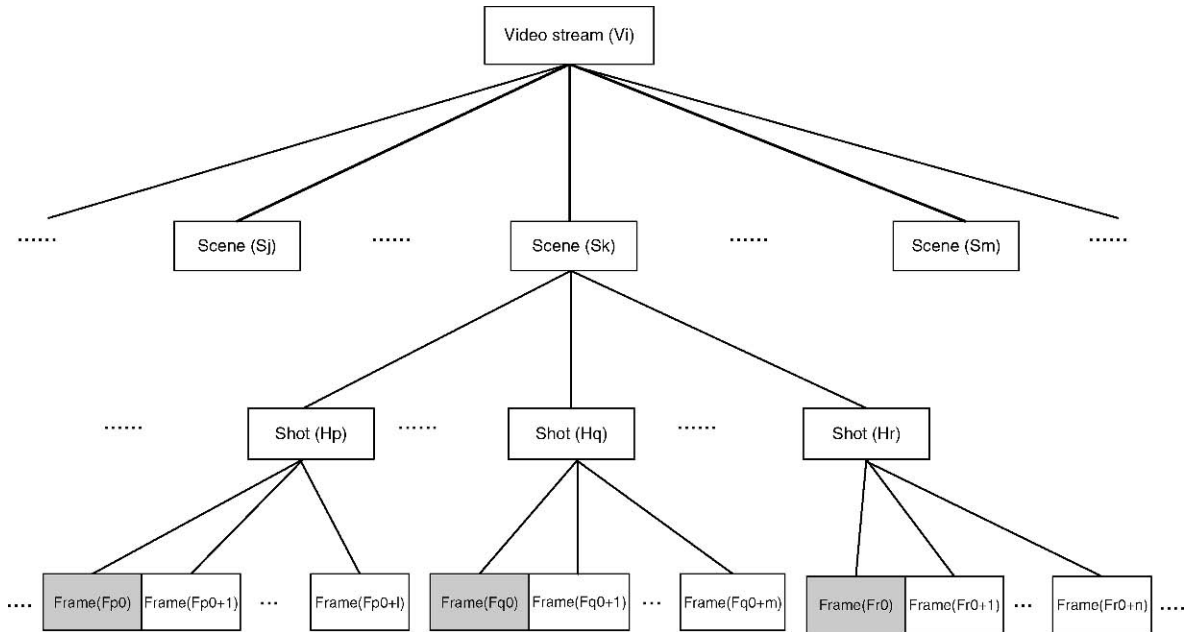 Video stream (Vi)
...... Scene (Sj) ...... Scene (Sk) ...... Scene (Sm) ......
...... Shot (Hp) ...... Shot (Hq) ...... Shot (Hr)
.... Frame(Fp0) Frame(Fp0+1) ... Frame(Fp0+l) Frame(Fq0) Frame(Fq0+1) ... Frame(Fq0+m) Frame(Fr0) Frame(Fr0+1) ... Frame(Fr0+n) ....